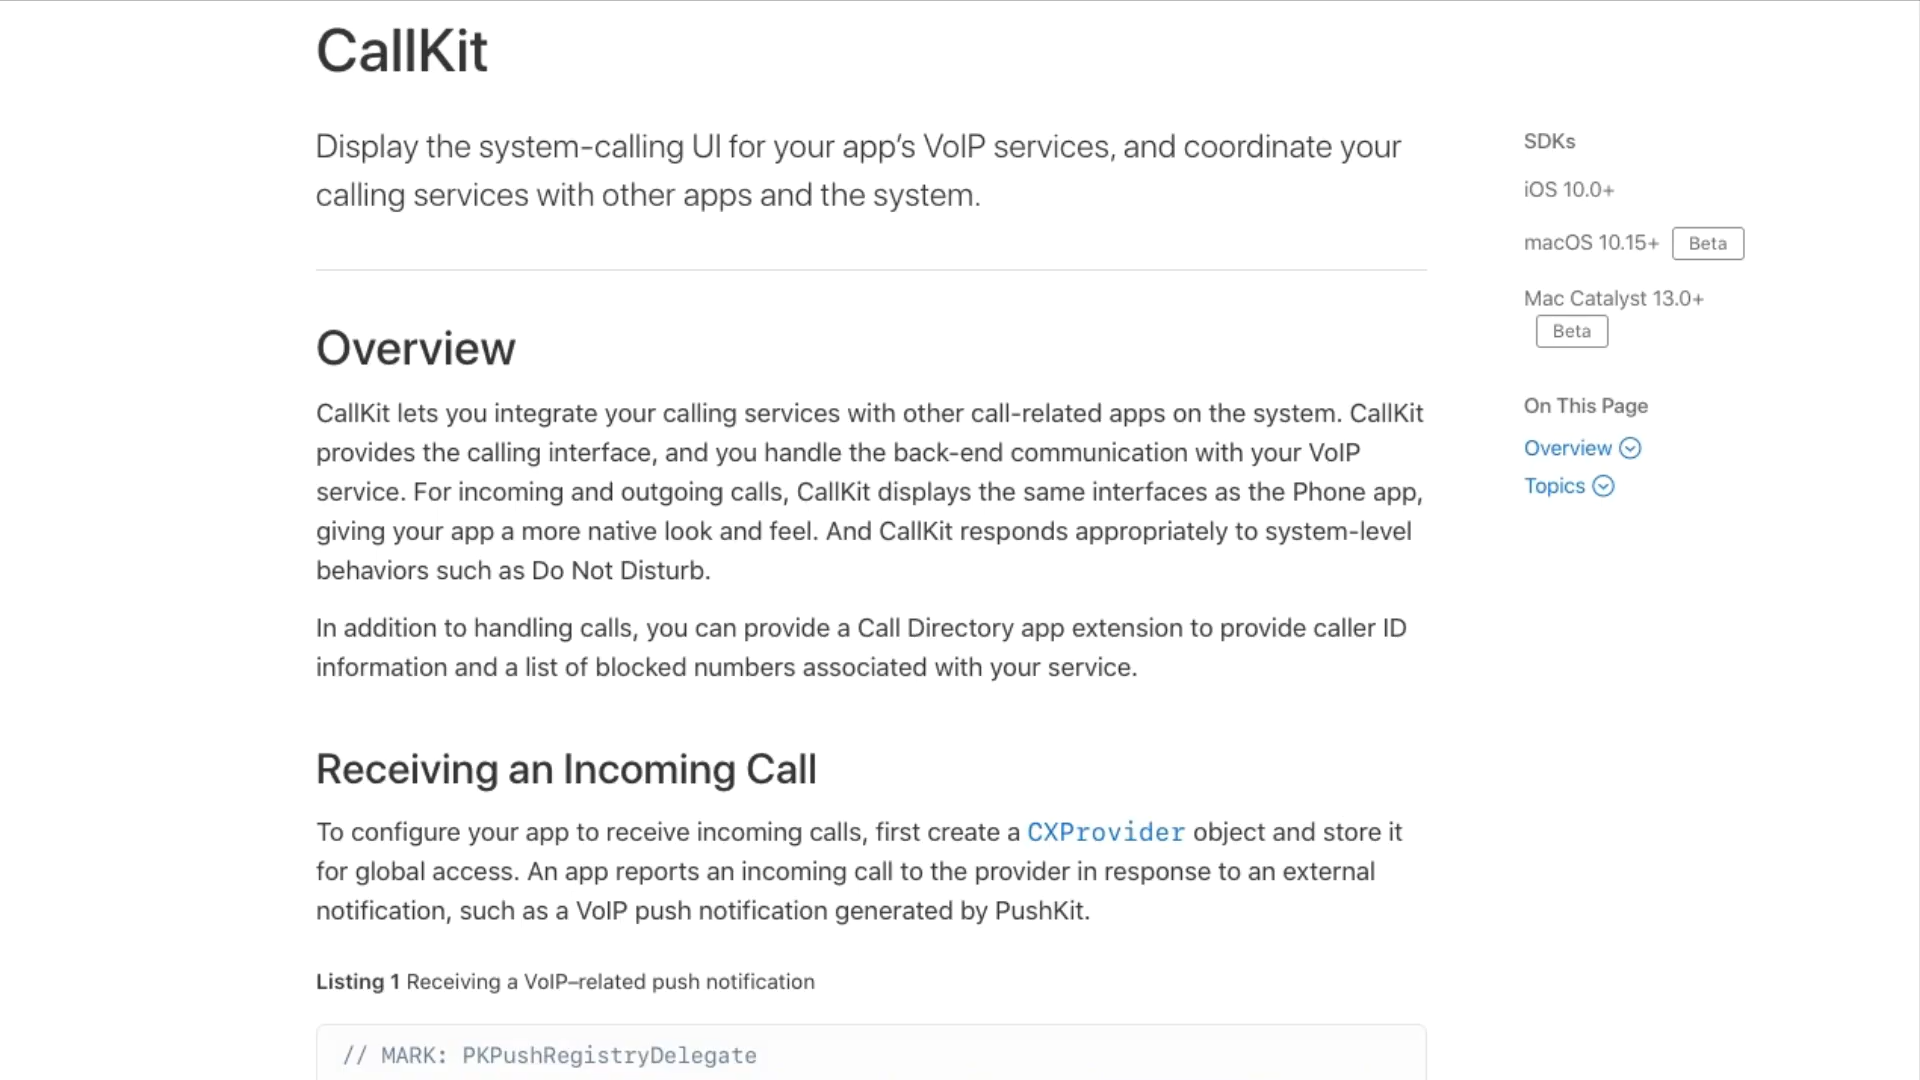 CallKit
Display the system-calling UI for your app’s VoIP services, and coordinate your
calling services with other apps and the system.
SDKs
iOS 10.0+
macOS 10.15+ Beta
Mac Catalyst 13.0+
Beta
On This Page
Overview
Topics
Overview
CallKit lets you integrate your calling services with other call-related apps on the system. CallKit
provides the calling interface, and you handle the back-end communication with your VoIP
service. For incoming and outgoing calls, CallKit displays the same interfaces as the Phone app,
giving your app a more native look and feel. And CallKit responds appropriately to system-level
behaviors such as Do Not Disturb.
In addition to handling calls, you can provide a Call Directory app extension to provide caller ID
information and a list of blocked numbers associated with your service.
Receiving an Incoming Call
To configure your app to receive incoming calls, first create a CXProvider object and store it
for global access. An app reports an incoming call to the provider in response to an external
notification, such as a VoIP push notification generated by PushKit.
Listing 1 Receiving a VoIP–related push notification
// MARK: PKPushRegistryDelegate